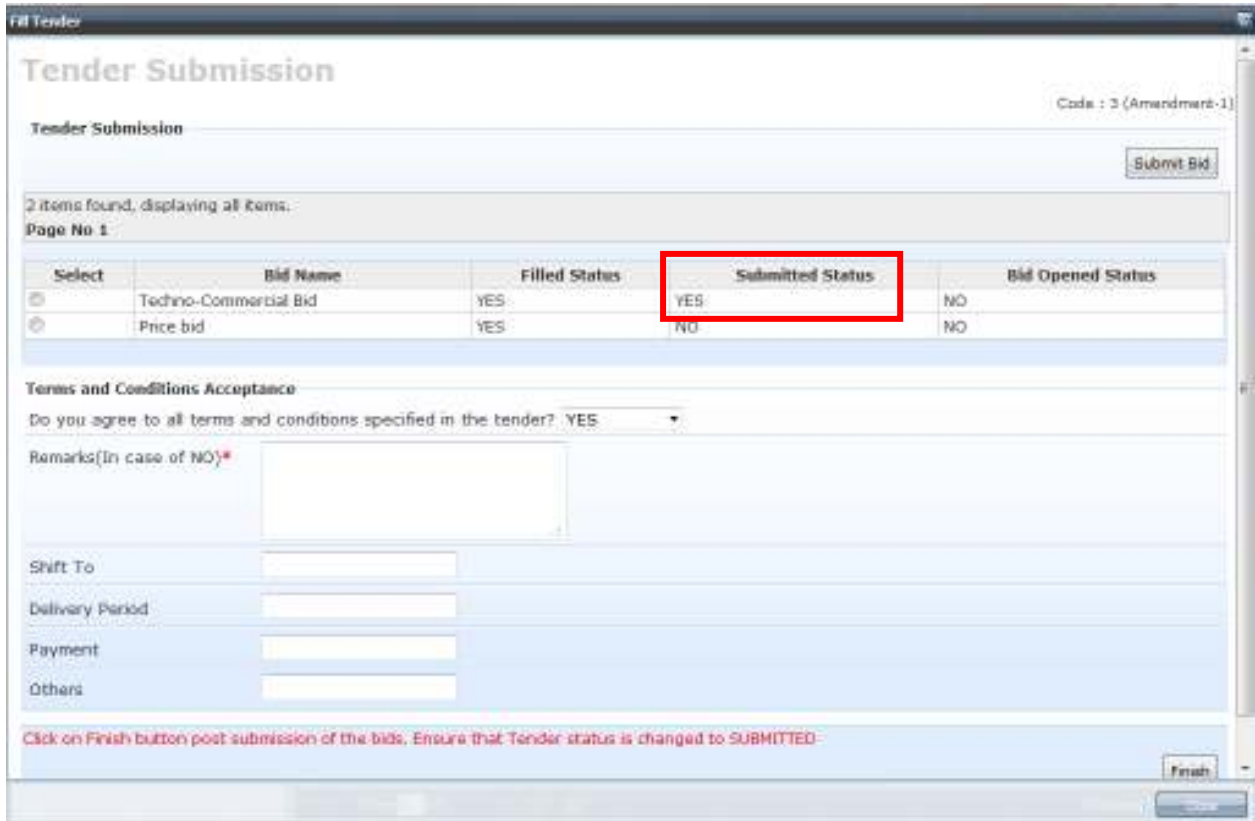 Fill Tender
Tender Submission
Code : 3 (Amendment-1)
Tender Submission
Submit Bid
2 items found, displaying all items.
Page No 1
Select Bid Name Filled Status Submitted Status Bid Opened Status
Techno-Commercial Bid YES YES NO
Price bid YES NO NO
Terms and Conditions Acceptance
Do you agree to all terms and conditions specified in the tender? YES
Remarks(In case of NO)*
Shift To
Delivery Period
Payment
Others
Click on Finish button post submission of the bids. Ensure that Tender status is changed to SUBMITTED
Finish